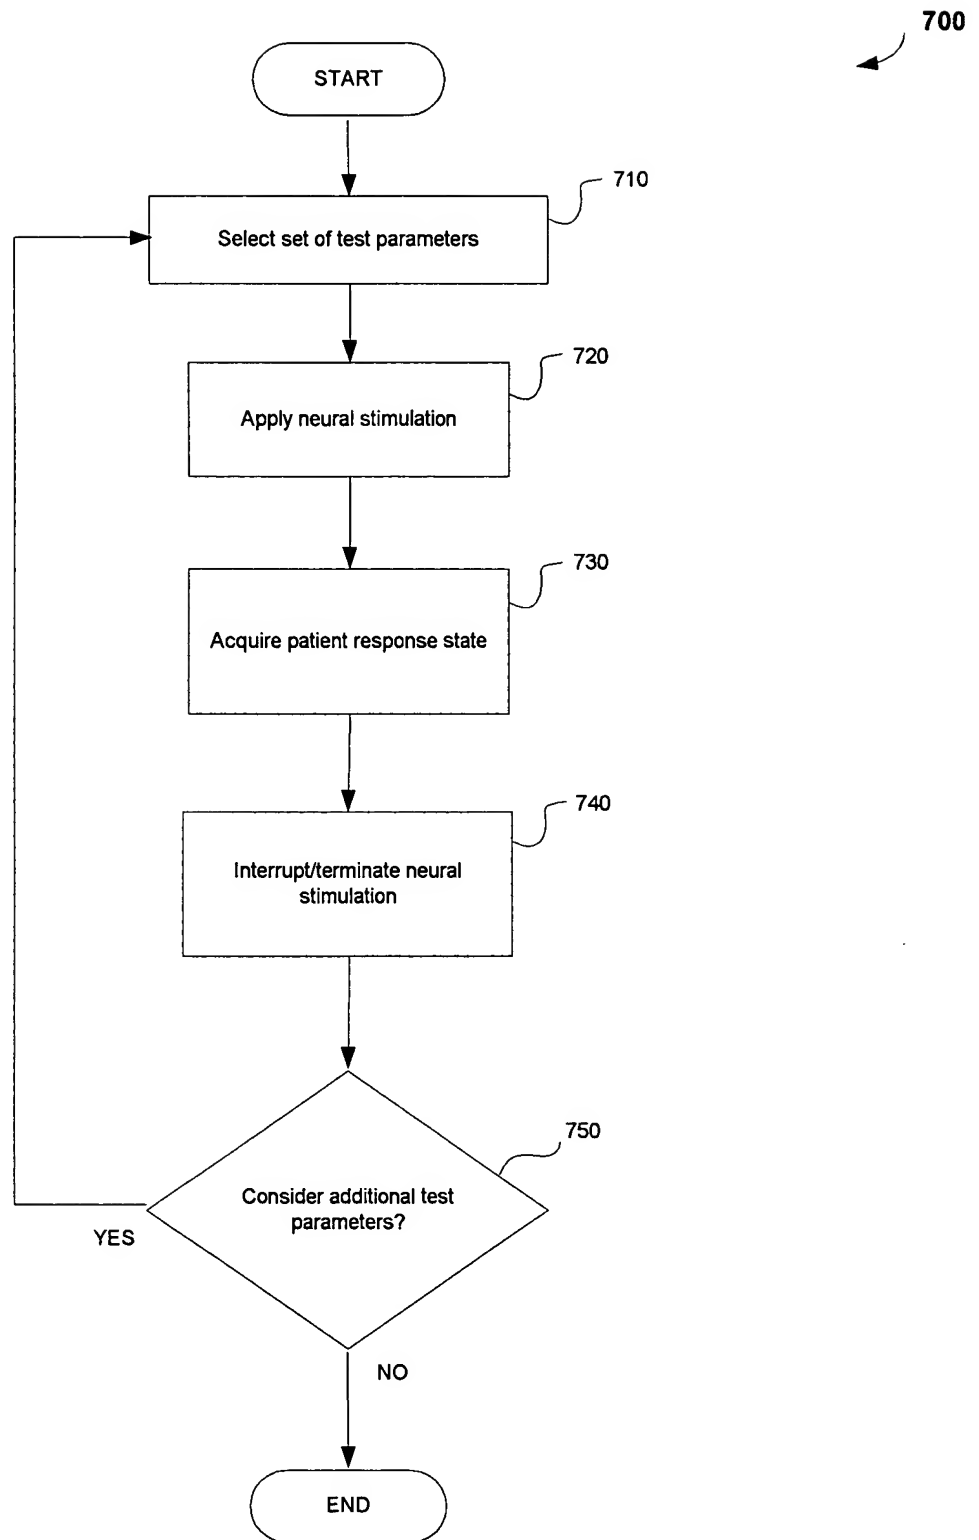 700
START
710
Select set of test parameters
720
Apply neural stimulation
730
Acquire patient response state
740
Interrupt/terminate neural
stimulation
750
Consider additional test
parameters?
YES
NO
END